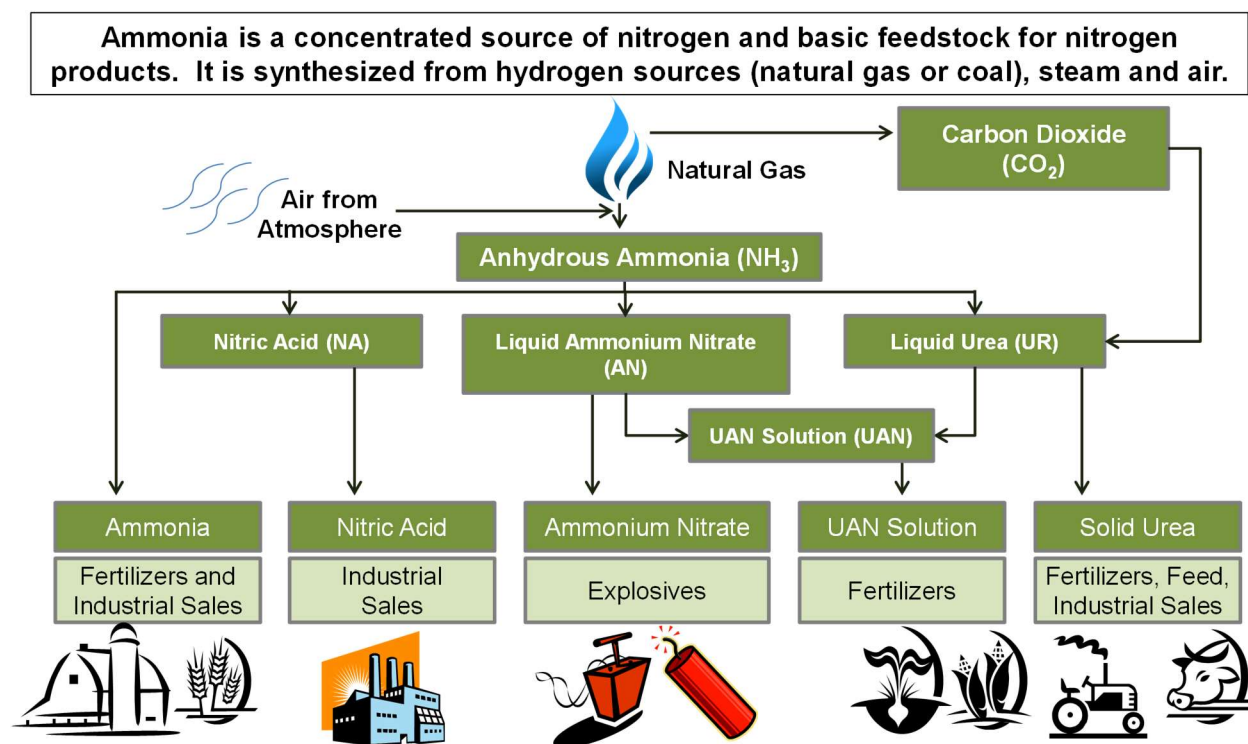 Ammonia is a concentrated source of nitrogen and basic feedstock for nitrogen
products.  It is synthesized from hydrogen sources (natural gas or coal), steam and air.
Carbon Dioxide
(CO₂)
Natural Gas
Air from
Atmosphere
Anhydrous Ammonia (NH₃)
Nitric Acid (NA)
Liquid Ammonium Nitrate
(AN)
Liquid Urea (UR)
UAN Solution (UAN)
Ammonia
Nitric Acid
Ammonium Nitrate
UAN Solution
Solid Urea
Fertilizers and
Industrial Sales
Industrial
Sales
Explosives
Fertilizers
Fertilizers, Feed,
Industrial Sales